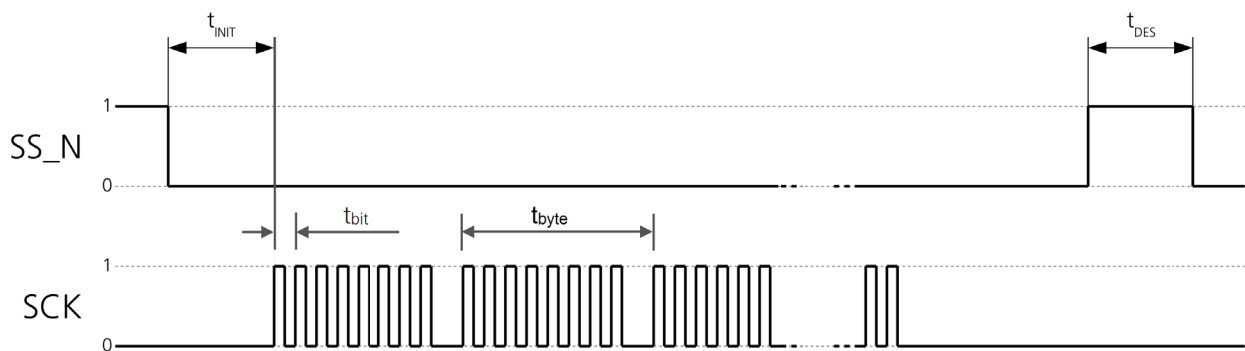 tINIT
tDES
1
SS_N
0
tbit
tbyte
1
SCK
0